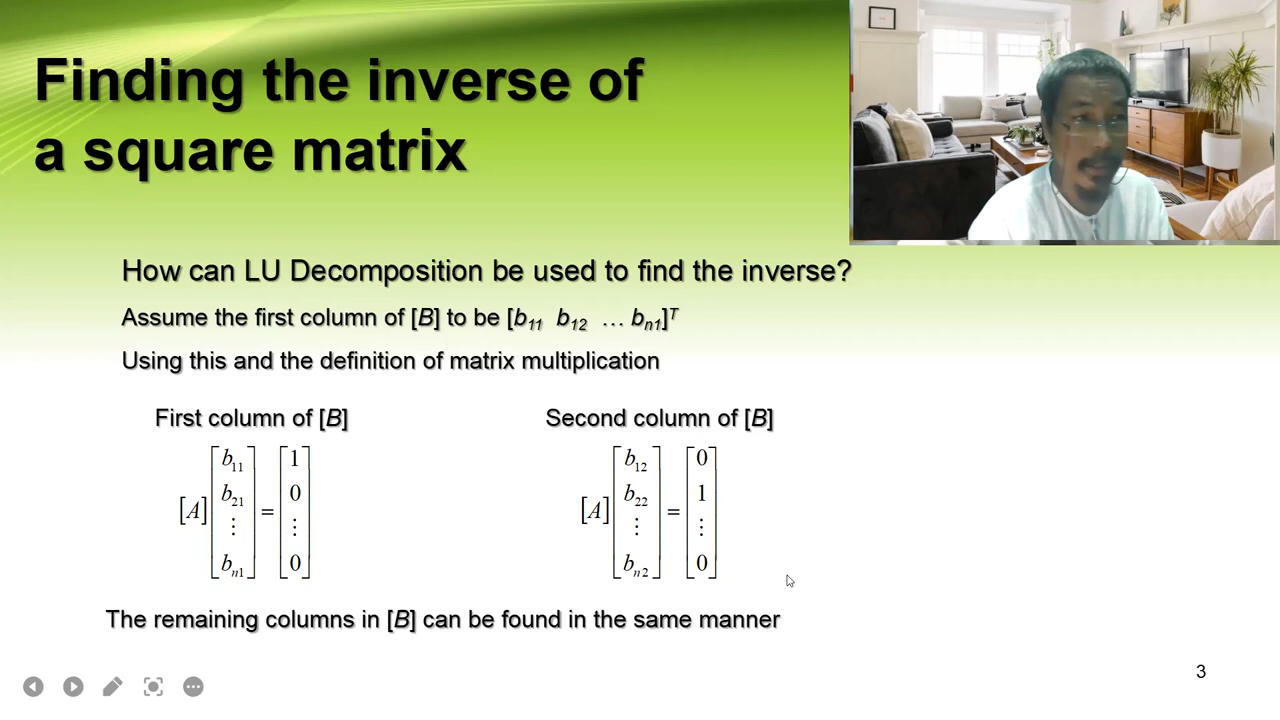 Finding the inverse of
a square matrix
How can LU Decomposition be used to find the inverse?
Assume the first column of [B] to be [b11 b12 … bn1]T
Using this and the definition of matrix multiplication
First column of [B]
[A] [b11 b21 ⋮ bn1] = [1 0 ⋮ 0]
Second column of [B]
[A] [b12 b22 ⋮ bn2] = [0 1 ⋮ 0]
The remaining columns in [B] can be found in the same manner
3